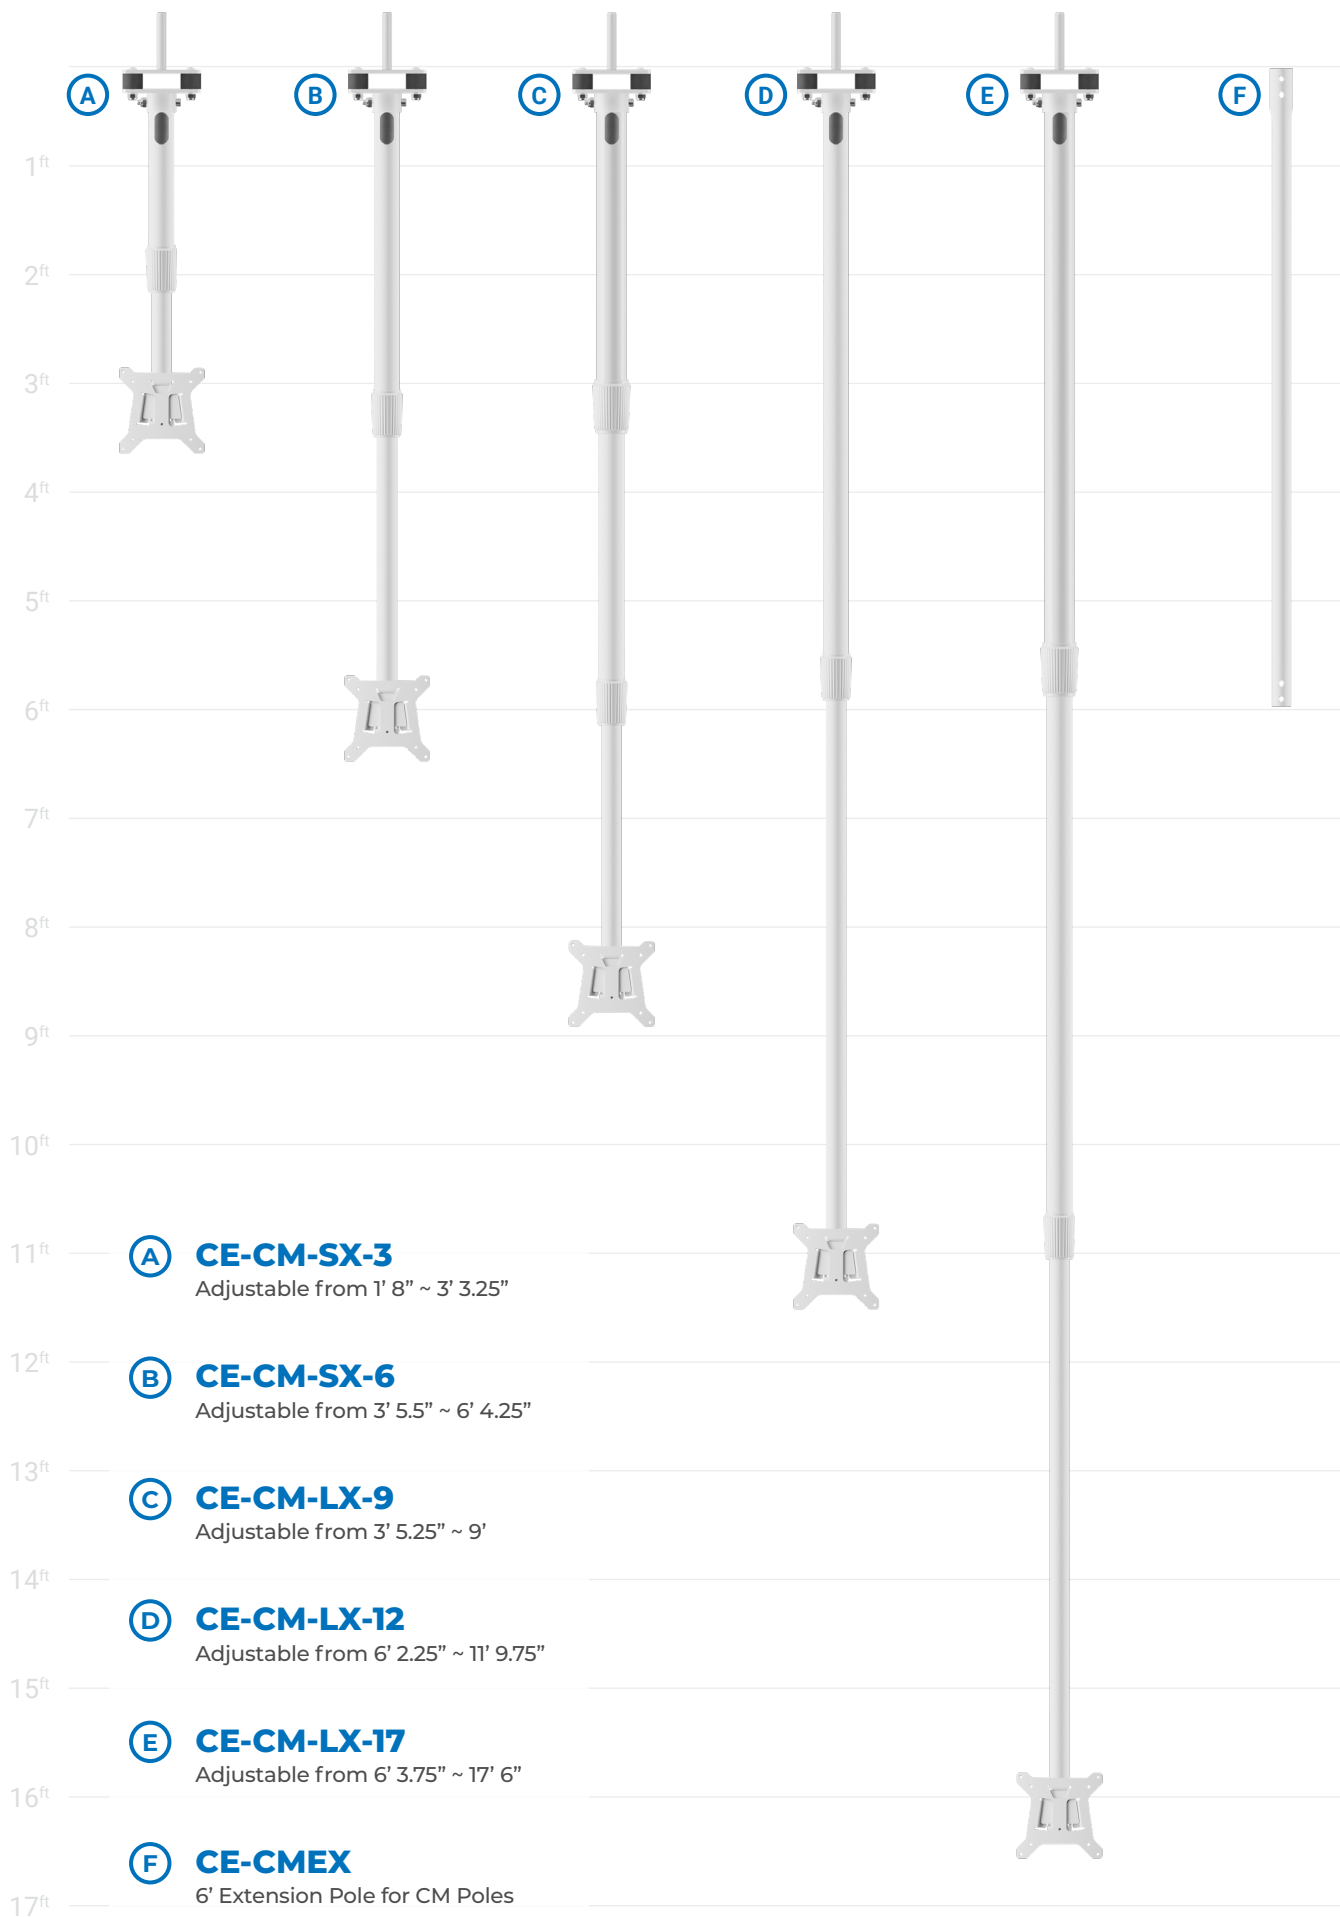 A B C D E F
1ft
2ft
3ft
4ft
5ft
6ft
7ft
8ft
9ft
10ft
11ft
12ft
13ft
14ft
15ft
16ft
17ft
A CE-CM-SX-3
Adjustable from 1’ 8” ~ 3’ 3.25”
B CE-CM-SX-6
Adjustable from 3’ 5.5” ~ 6’ 4.25”
C CE-CM-LX-9
Adjustable from 3’ 5.25” ~ 9’
D CE-CM-LX-12
Adjustable from 6’ 2.25” ~ 11’ 9.75”
E CE-CM-LX-17
Adjustable from 6’ 3.75” ~ 17’ 6”
F CE-CMEX
6’ Extension Pole for CM Poles